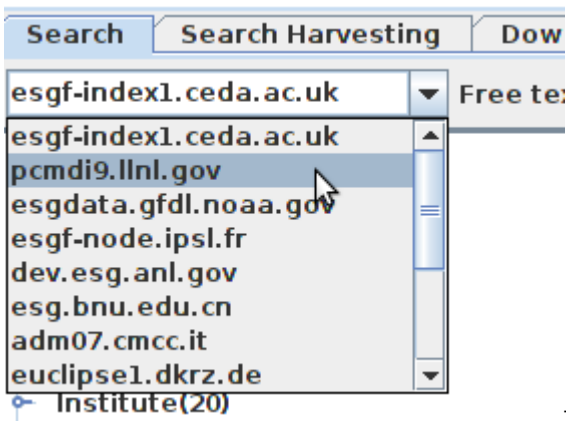 Search Search Harvesting Dow
esgf-index1.ceda.ac.uk Free te
esgf-index1.ceda.ac.uk
pcmdi9.llnl.gov
esgdata.gfdl.noaa.gov
esgf-node.ipsl.fr
dev.esg.anl.gov
esg.bnu.edu.cn
adm07.cmcc.it
euclipse1.dkrz.de
Institute(20)